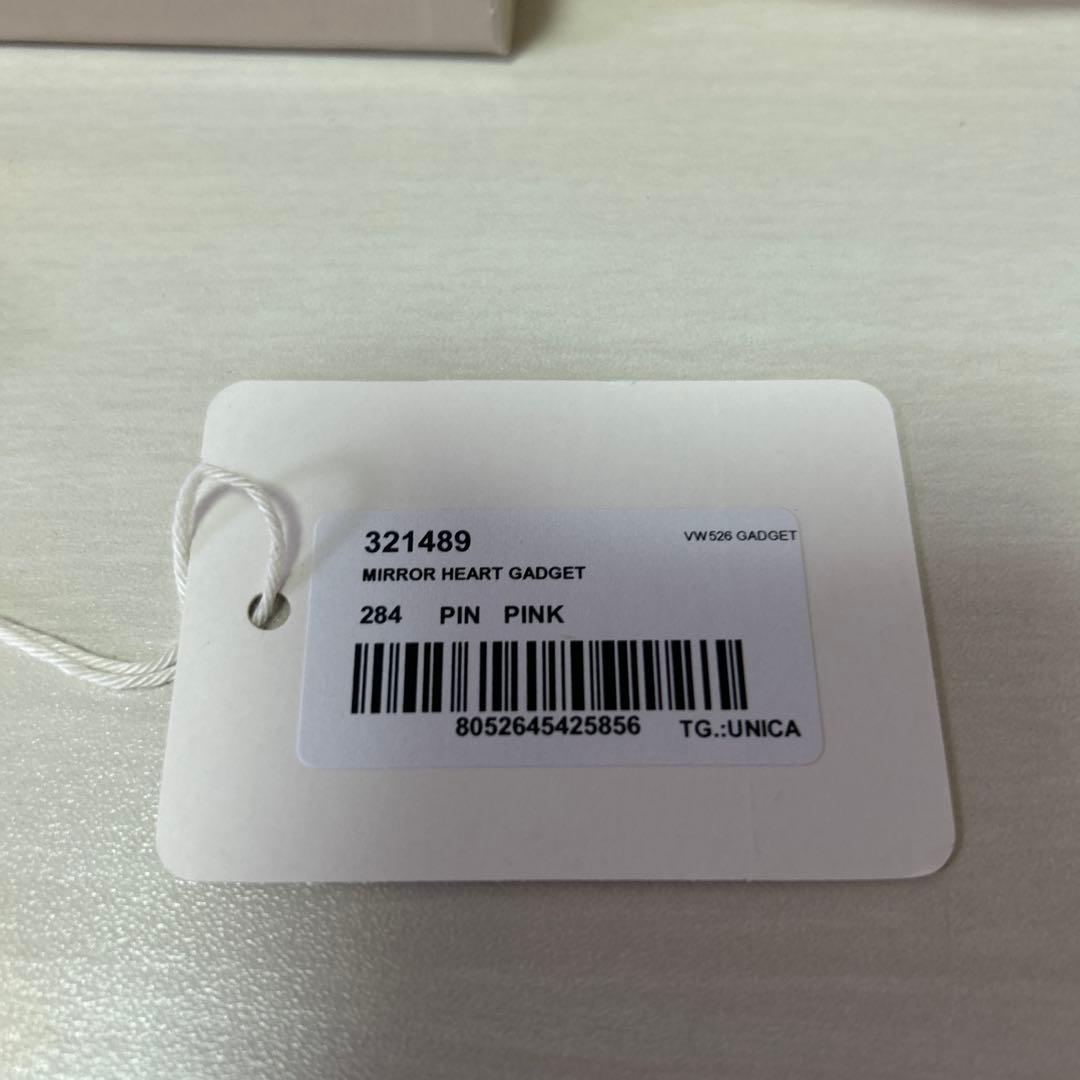 321489
VW526 GADGET
MIRROR HEART GADGET
284 PIN PINK
8052645425856
TG.:UNICA